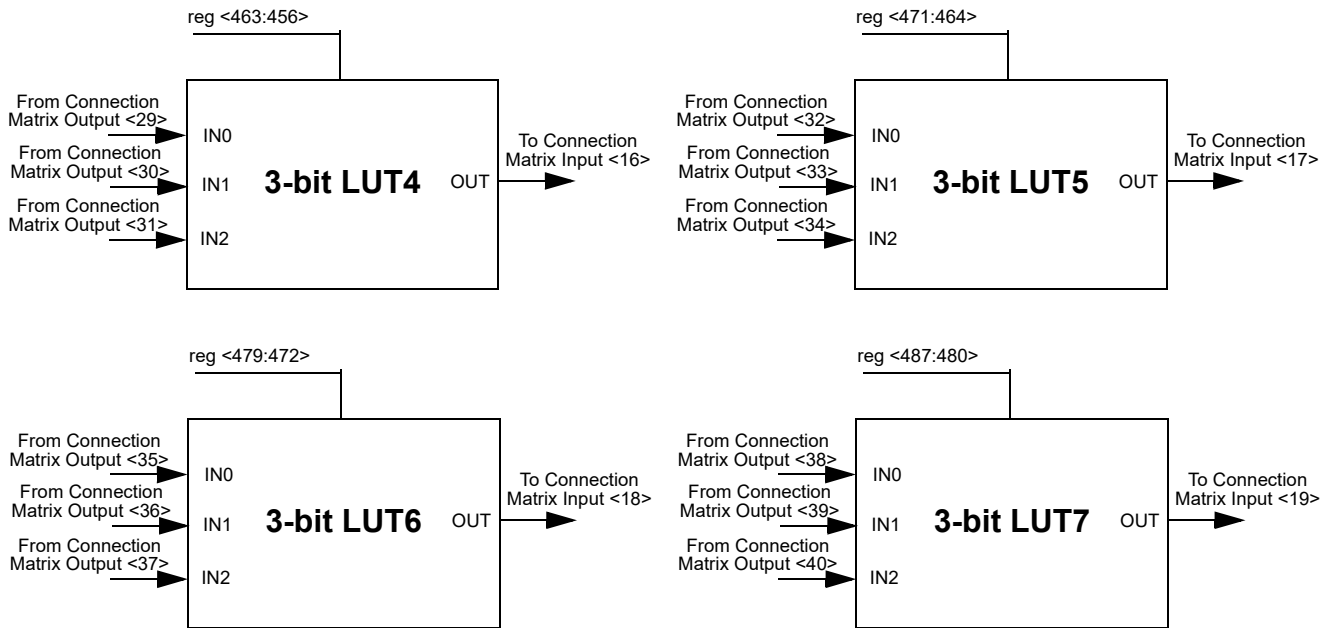 reg <463:456>
From Connection
Matrix Output <29>
IN0
From Connection
Matrix Output <30>
IN1
From Connection
Matrix Output <31>
IN2
3-bit LUT4
OUT
To Connection
Matrix Input <16>
reg <471:464>
From Connection
Matrix Output <32>
IN0
From Connection
Matrix Output <33>
IN1
From Connection
Matrix Output <34>
IN2
3-bit LUT5
OUT
To Connection
Matrix Input <17>
reg <479:472>
From Connection
Matrix Output <35>
IN0
From Connection
Matrix Output <36>
IN1
From Connection
Matrix Output <37>
IN2
3-bit LUT6
OUT
To Connection
Matrix Input <18>
reg <487:480>
From Connection
Matrix Output <38>
IN0
From Connection
Matrix Output <39>
IN1
From Connection
Matrix Output <40>
IN2
3-bit LUT7
OUT
To Connection
Matrix Input <19>